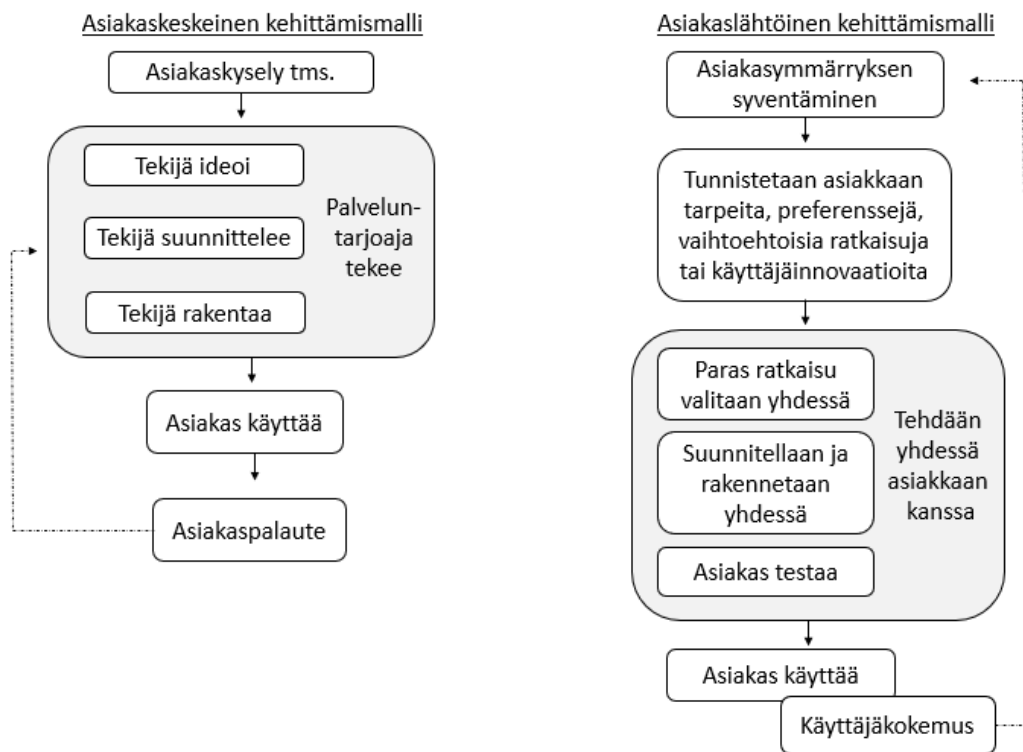 Asiakaskeskeinen kehittämismalli
Asiakaskysely tms.
Tekijä ideoi
Tekijä suunnittelee
Tekijä rakentaa
Palvelun-
tarjoaja
tekee
Asiakas käyttää
Asiakaspalaute
Asiakaslähtöinen kehittämismalli
Asiakasymmärryksen
syventäminen
Tunnistetaan asiakkaan
tarpeita, preferenssejä,
vaihtoehtoisia ratkaisuja
tai käyttäjäinnovaatioita
Paras ratkaisu
valitaan yhdessä
Suunnitellaan ja
rakennetaan
yhdessä
Asiakas testaa
Tehdään
yhdessä
asiakkaan
kanssa
Asiakas käyttää
Käyttäjäkokemus